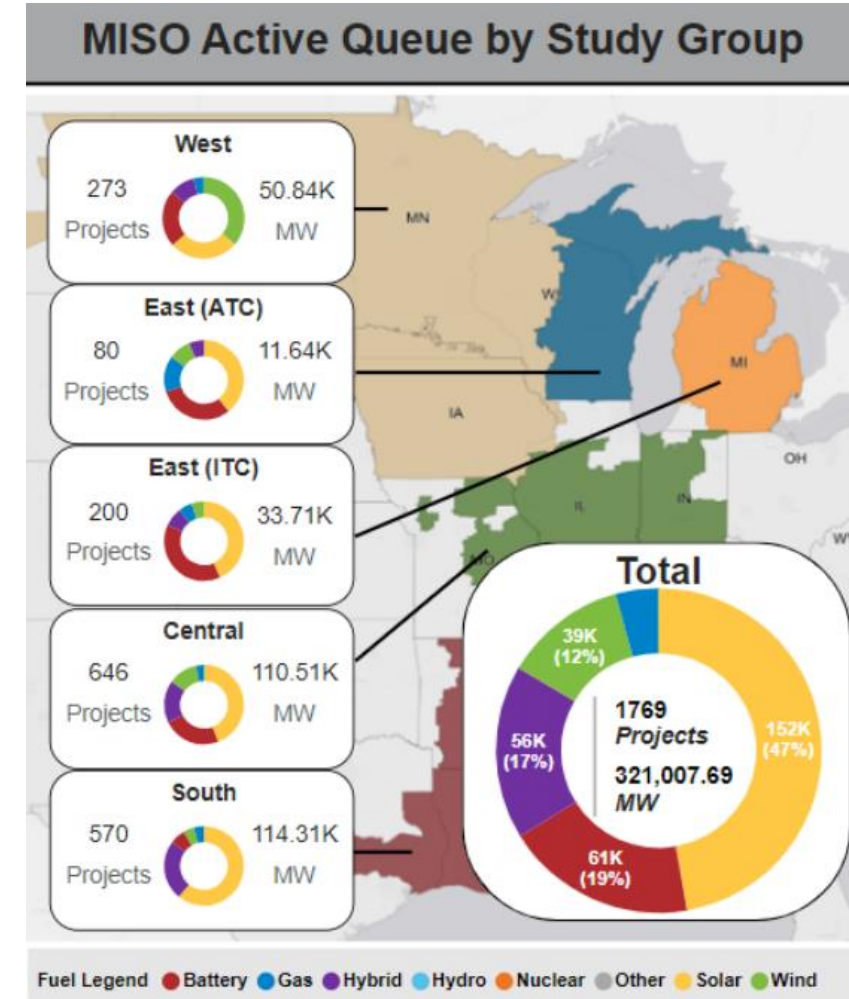 MISO Active Queue by Study Group
West
273
Projects
50.84K
MW
East (ATC)
80
Projects
11.64K
MW
East (ITC)
200
Projects
33.71K
MW
Central
646
Projects
110.51K
MW
South
570
Projects
114.31K
MW
MN
IA
MI
IL
IN
OH
MO
Total
39K
(12%)
152K
(47%)
56K
(17%)
61K
(19%)
1769
Projects
321,007.69
MW
Fuel Legend Battery Gas Hybrid Hydro Nuclear Other Solar Wind